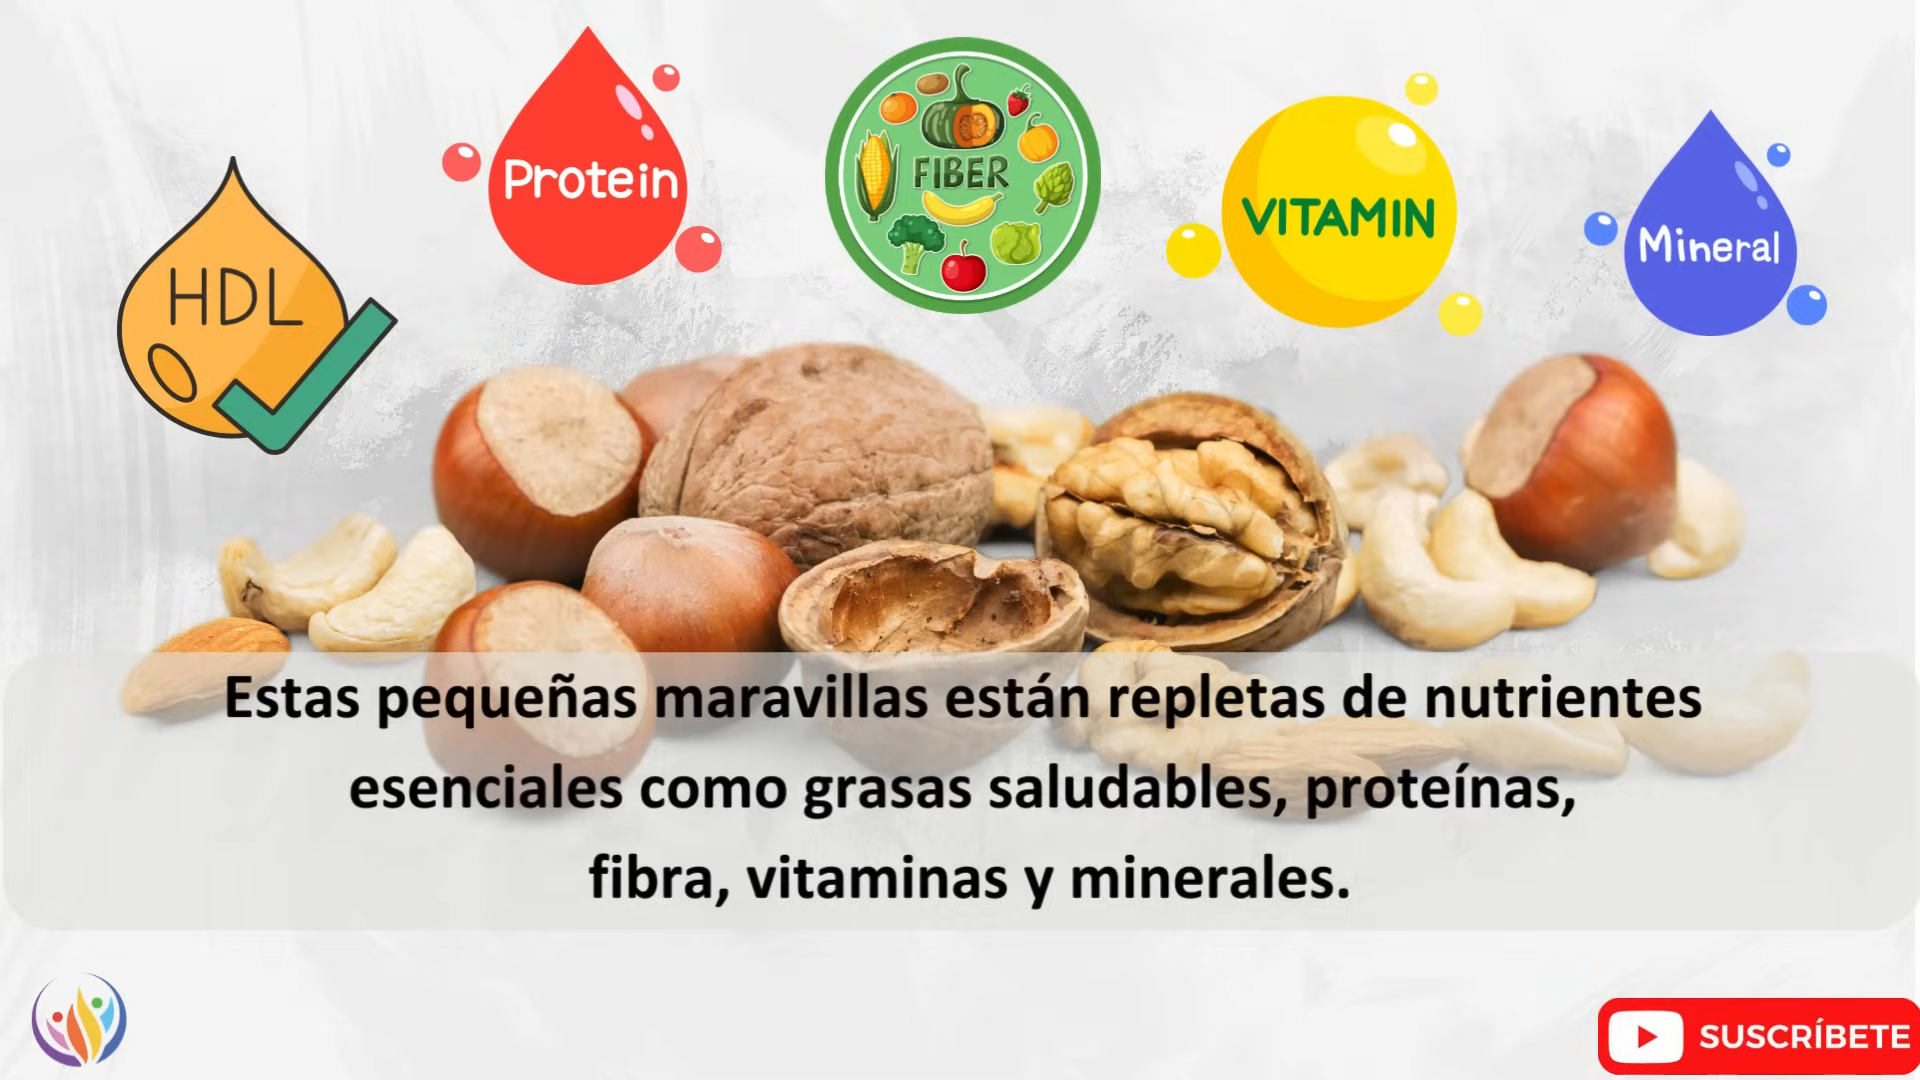 HDL
Protein
FIBER
VITAMIN
Mineral
Estas pequeñas maravillas están repletas de nutrientes
esenciales como grasas saludables, proteínas,
fibra, vitaminas y minerales.
SUSCRÍBETE